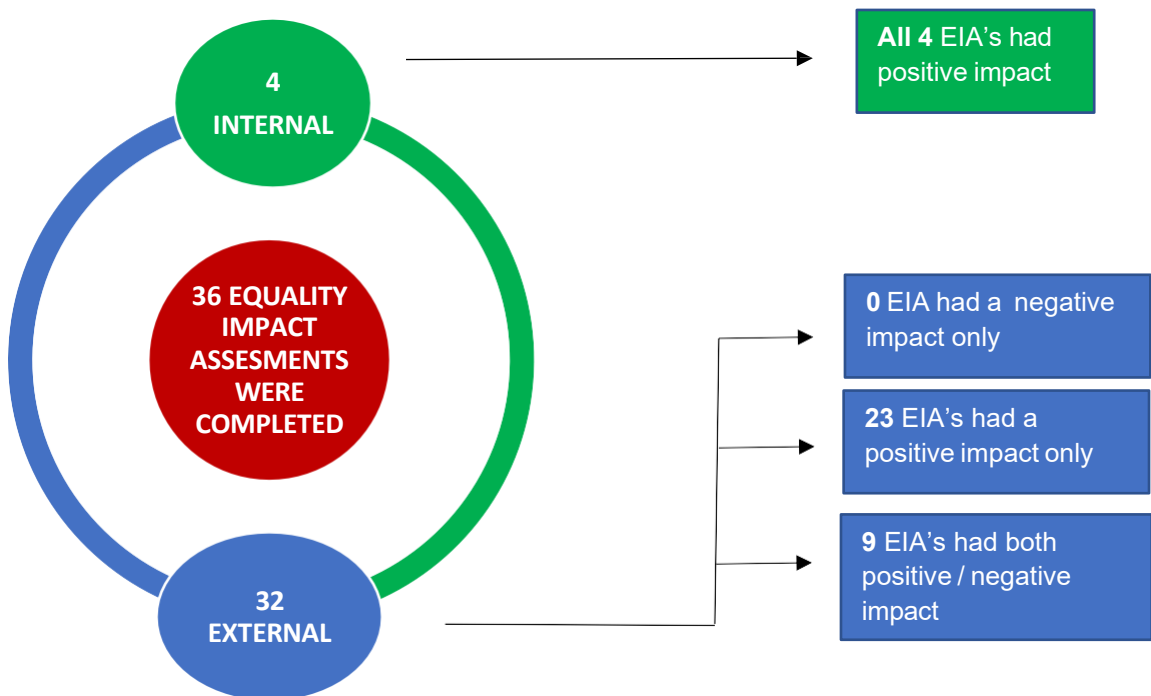 4
INTERNAL
All 4 EIA's had
positive impact
36 EQUALITY
IMPACT
ASSESMENTS
WERE
COMPLETED
0 EIA had a negative
impact only
23 EIA's had a
positive impact only
9 EIA's had both
positive / negative
impact
32
EXTERNAL